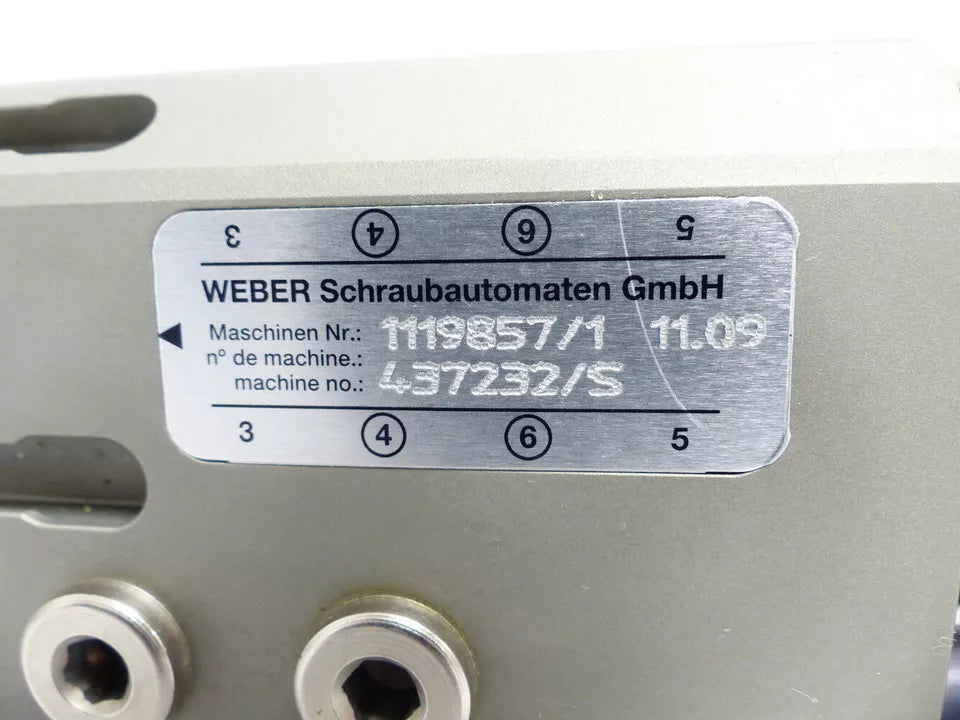 3 4 6 5
WEBER Schraubautomaten GmbH
Maschinen Nr.: 1119857/1 11.09
n° de machine.:
machine no.: 437232/S
3 4 6 5